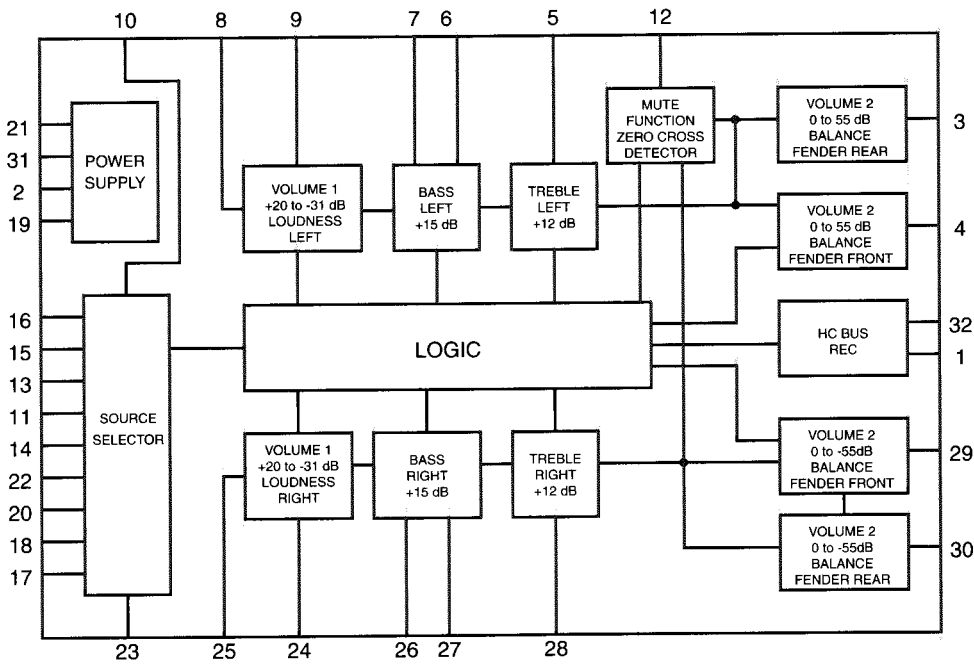 10
8
9
7
6
5
12
21
31
2
19
POWER
SUPPLY
VOLUME 1
+20 to -31 dB
LOUDNESS
LEFT
BASS
LEFT
+15 dB
TREBLE
LEFT
+12 dB
MUTE
FUNCTION
ZERO CROSS
DETECTOR
VOLUME 2
0 to 55 dB
BALANCE
FENDER REAR
3
VOLUME 2
0 to 55 dB
BALANCE
FENDER FRONT
4
16
15
13
11
14
22
20
18
17
SOURCE
SELECTOR
LOGIC
HC BUS
REC
32
1
VOLUME 1
+20 to -31 dB
LOUDNESS
RIGHT
BASS
RIGHT
+15 dB
TREBLE
RIGHT
+12 dB
VOLUME 2
0 to -55dB
BALANCE
FENDER FRONT
29
VOLUME 2
0 to -55dB
BALANCE
FENDER REAR
30
23
25
24
26
27
28